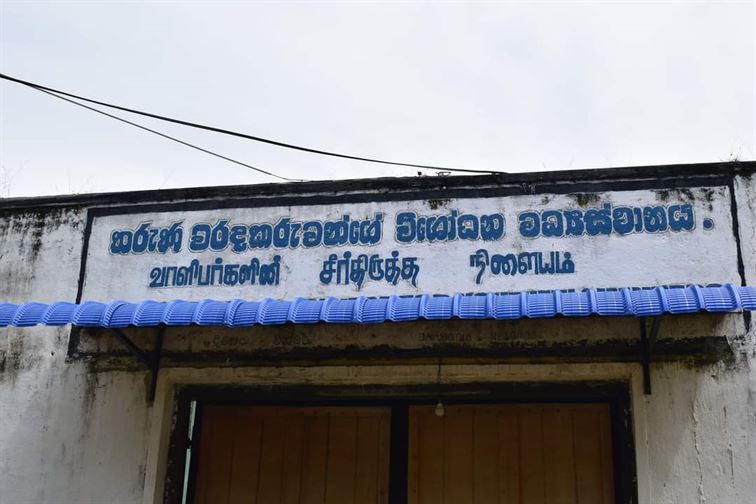 තරුණ වරදකරුවන්ගේ විශෝධන මධ්‍යස්ථානය.
வாலிபர்களின் சீர்திருத்த நிலையம்